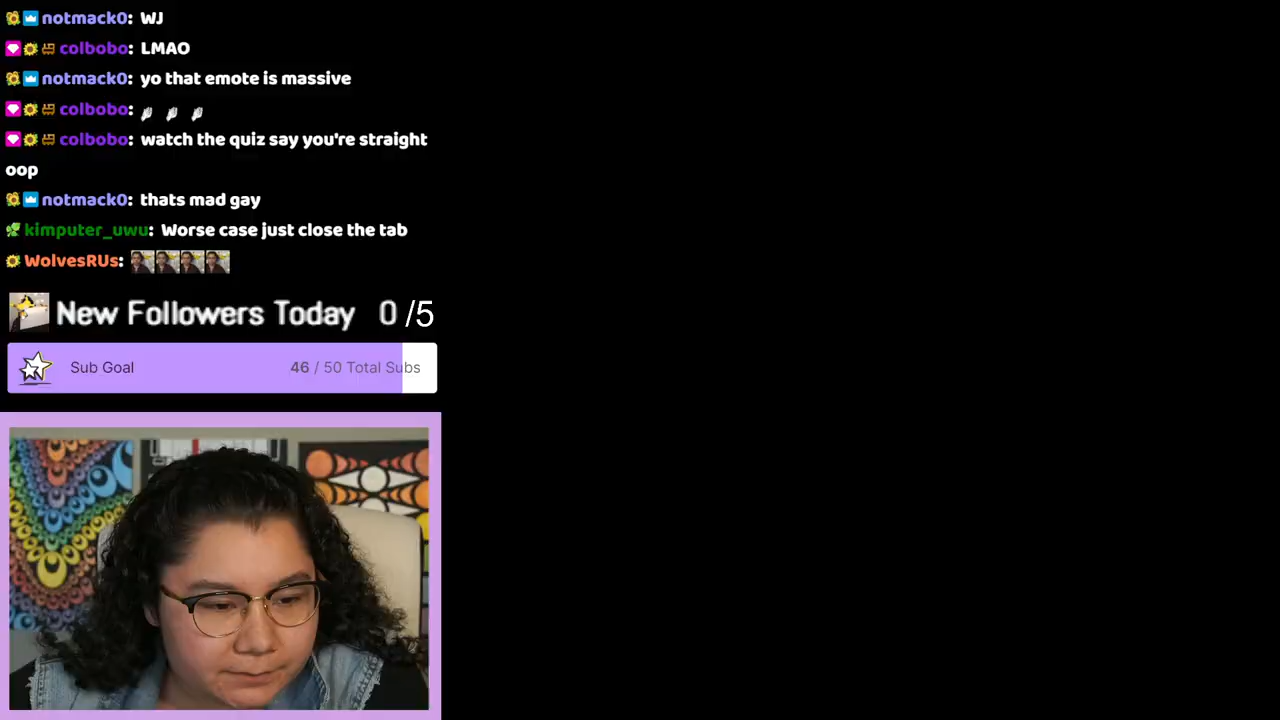 notmack0: WJ
colbobo: LMAO
notmack0: yo that emote is massive
colbobo:
colbobo: watch the quiz say you're straight
oop
notmack0: thats mad gay
kimputer_uwu: Worse case just close the tab
WolvesRUs:
New Followers Today 0 /5
Sub Goal 46 / 50 Total Subs